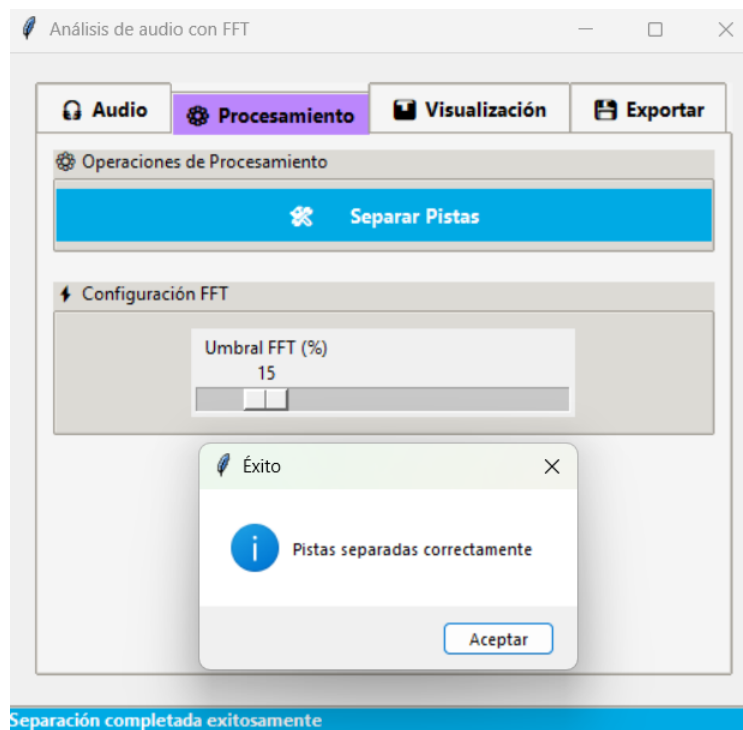 Análisis de audio con FFT
Audio Procesamiento Visualización Exportar
Operaciones de Procesamiento
Separar Pistas
Configuración FFT
Umbral FFT (%)
15
Éxito
Pistas separadas correctamente
Aceptar
Separación completada exitosamente